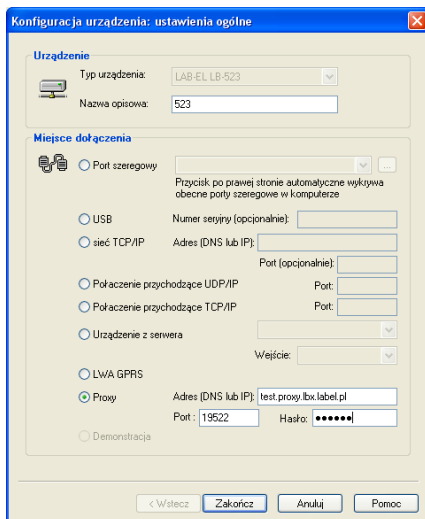 Konfiguracja urządzenia: ustawienia ogólne
Urządzenie
Typ urządzenia: LAB-EL LB-523
Nazwa opisowa: 523
Miejsce dołączenia
Port szeregowy ...
Przycisk po prawej stronie automatyczne wykrywa
obecne porty szeregowe w komputerze
USB Numer seryjny (opcjonalnie):
sieć TCP/IP Adres (DNS lub IP):
Port (opcjonalnie):
Połaczenie przychodzące UDP/IP Port:
Połaczenie przychodzące TCP/IP Port:
Urządzenie z serwera
Wejście:
LWA GPRS
Proxy Adres (DNS lub IP): test.proxy.lbx.label.pl
Port : 19522 Hasło: ●●●●●●
Demonstracja
< Wstecz Zakończ Anuluj Pomoc